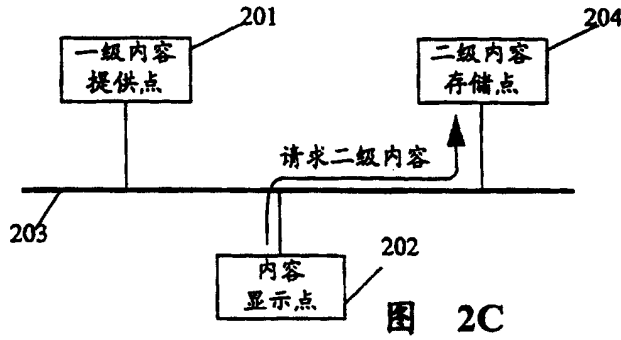 201
一级内容
提供点
204
二级内容
存储点
请求二级内容
203
内容
显示点
202
图 2C